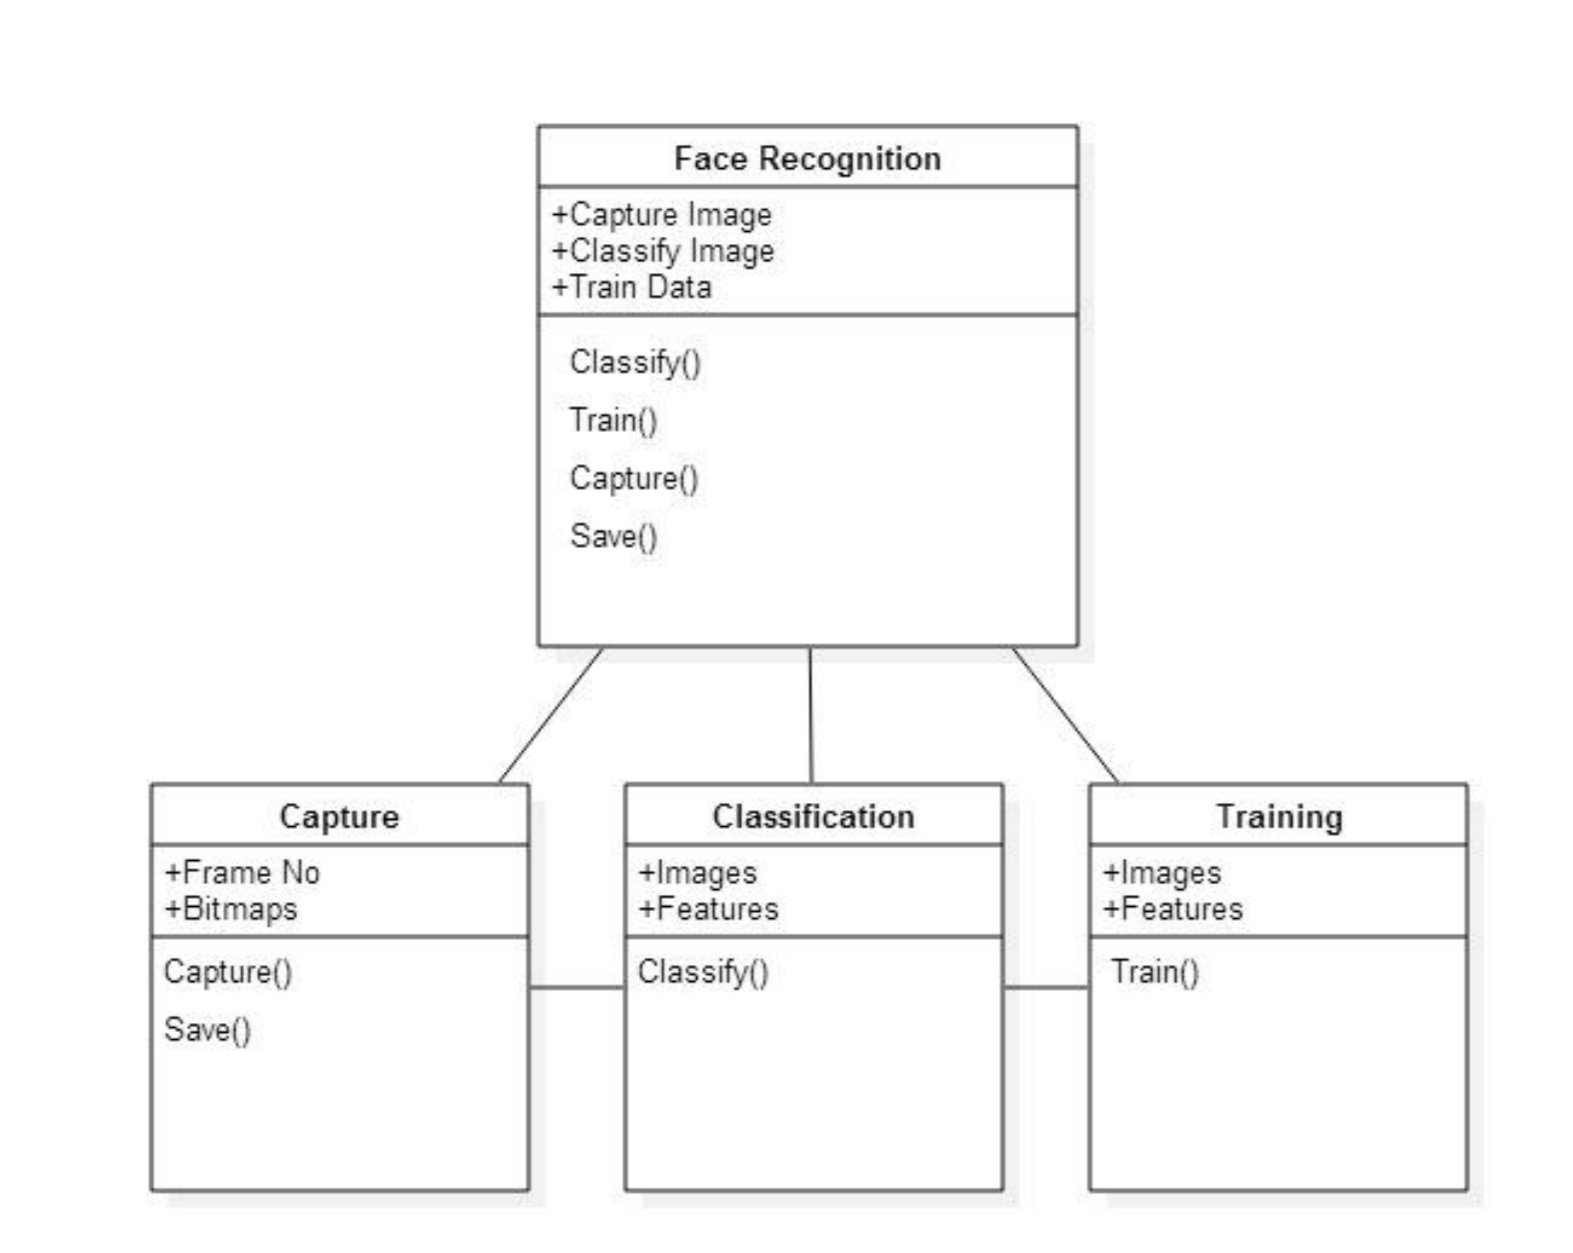 Face Recognition
+Capture Image
+Classify Image
+Train Data
Classify()
Train()
Capture()
Save()
Capture
+Frame No
+Bitmaps
Capture()
Save()
Classification
+Images
+Features
Classify()
Training
+Images
+Features
Train()